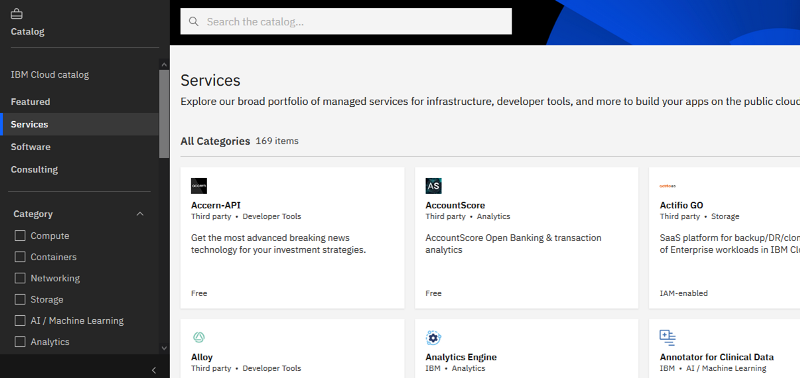 Catalog
IBM Cloud catalog
Featured
Services
Software
Consulting
Category
Compute
Containers
Networking
Storage
AI / Machine Learning
Analytics
Search the catalog...
Services
Explore our broad portfolio of managed services for infrastructure, developer tools, and more to build your apps on the public cloud
All Categories 169 items
accern
Accern-API
Third party • Developer Tools
Get the most advanced breaking news
technology for your investment strategies.
Free
AS
AccountScore
Third party • Analytics
AccountScore Open Banking & transaction
analytics
Free
Actifio GO
Third party • Storage
SaaS platform for backup/DR/clon
of Enterprise workloads in IBM Clo
IAM-enabled
Alloy
Third party • Developer Tools
Analytics Engine
IBM • Analytics
Annotator for Clinical Data
IBM • AI / Machine Learning